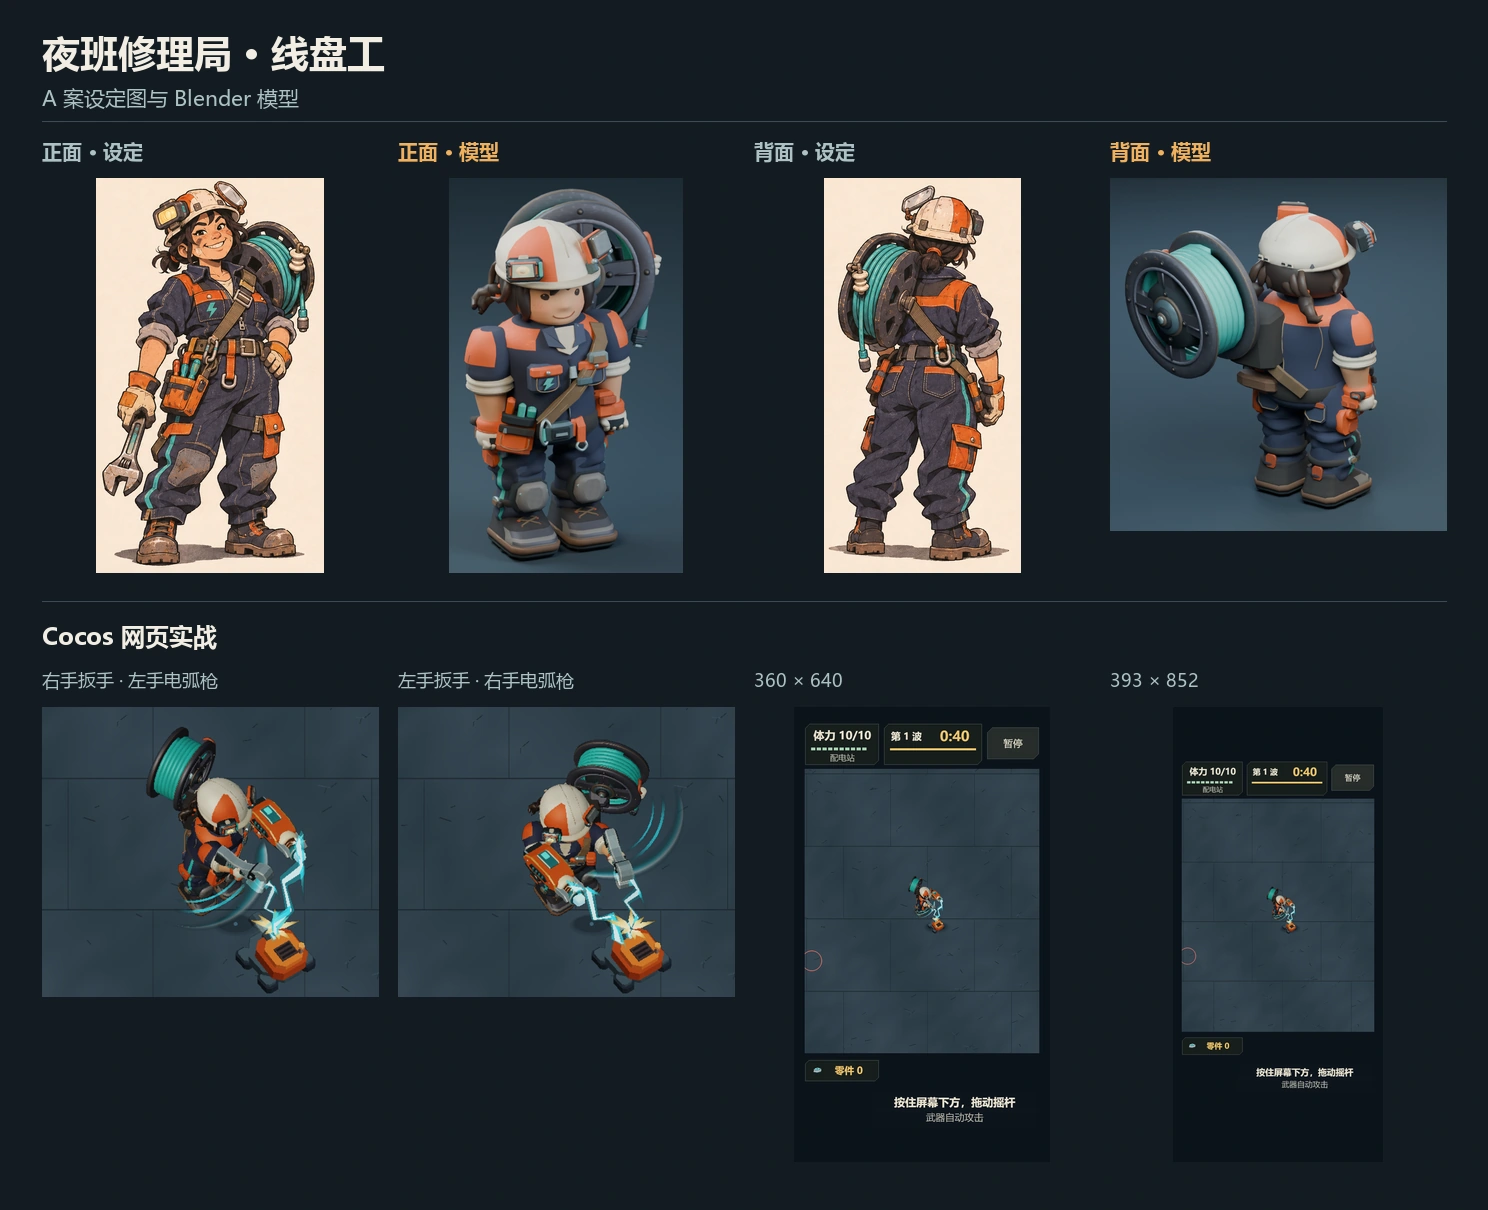 夜班修理局・线盘工
A 案设定图与 Blender 模型
正面・设定
正面・模型
背面・设定
背面・模型
Cocos 网页实战
右手扳手 · 左手电弧枪
左手扳手 · 右手电弧枪
360 × 640
393 × 852
体力 10/10
配电站
第 1 波
0:40
暂停
零件 0
按住屏幕下方，拖动摇杆
武器自动攻击
体力 10/10
配电站
第 1 波
0:40
暂停
零件 0
按住屏幕下方，拖动摇杆
武器自动攻击